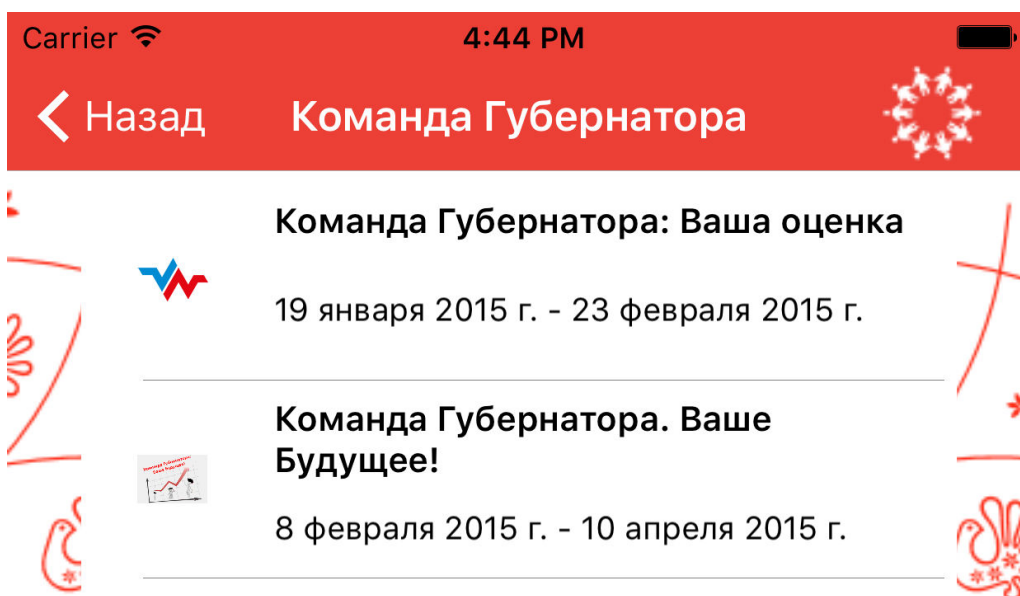 Carrier 4:44 PM
Назад Команда Губернатора
Команда Губернатора: Ваша оценка
19 января 2015 г. - 23 февраля 2015 г.
Команда Губернатора. Ваше
Будущее!
8 февраля 2015 г. - 10 апреля 2015 г.